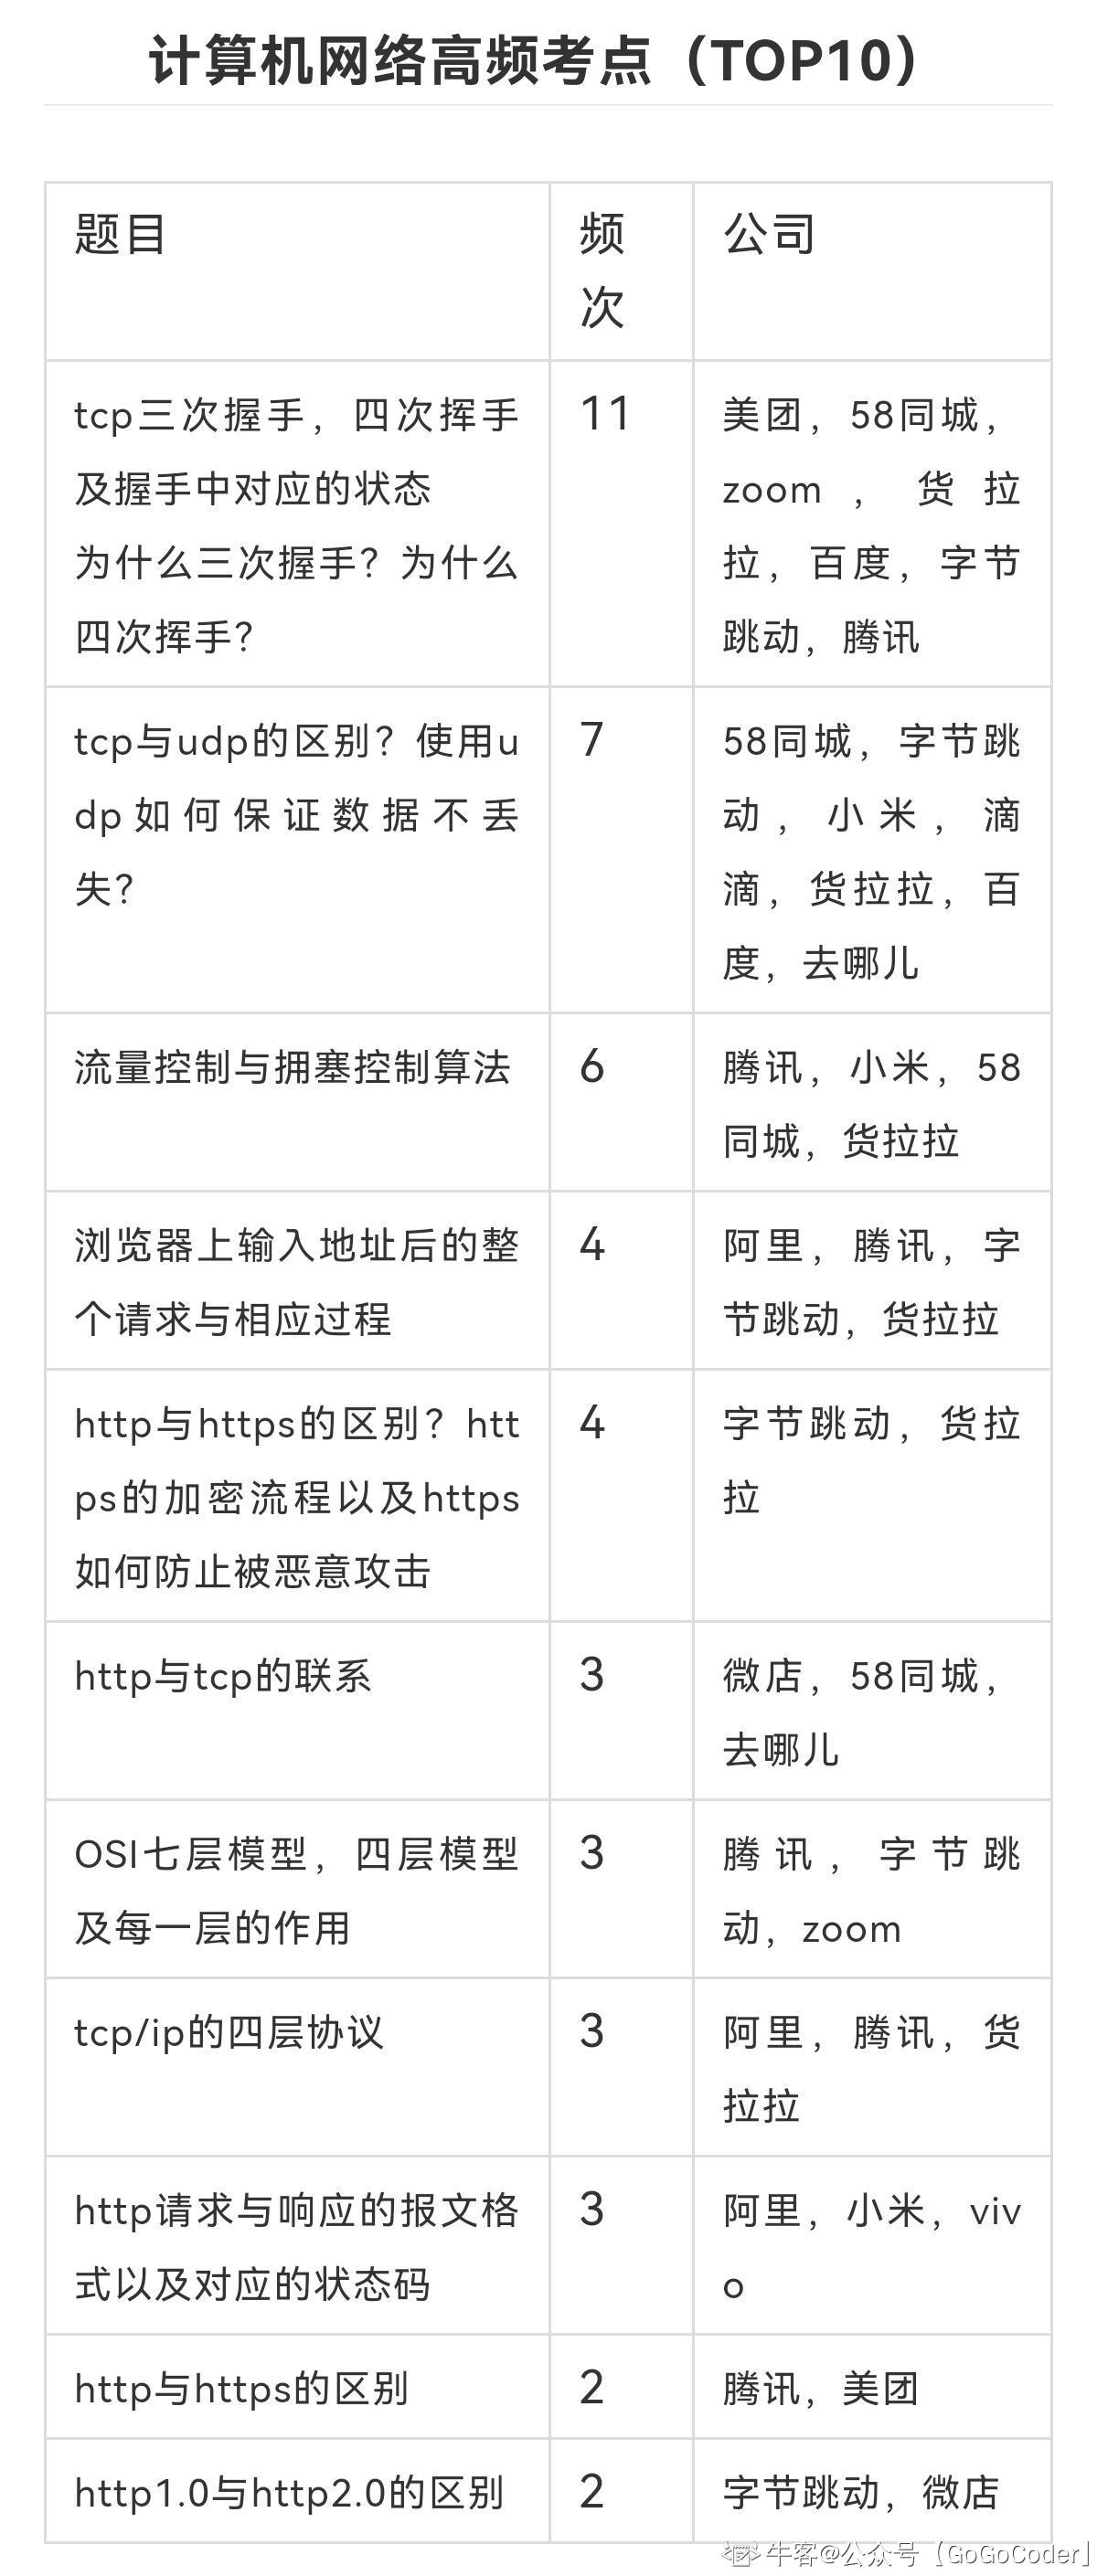 计算机网络高频考点（TOP10）
题目
频
次
公司
tcp三次握手，四次挥手
及握手中对应的状态
为什么三次握手？为什么
四次挥手？
11
美团，58同城，
zoom，货拉
拉，百度，字节
跳动，腾讯
tcp与udp的区别？使用u
dp如何保证数据不丢
失？
7
58同城，字节跳
动，小米，滴
滴，货拉拉，百
度，去哪儿
流量控制与拥塞控制算法
6
腾讯，小米，58
同城，货拉拉
浏览器上输入地址后的整
个请求与相应过程
4
阿里，腾讯，字
节跳动，货拉拉
http与https的区别？htt
ps的加密流程以及https
如何防止被恶意攻击
4
字节跳动，货拉
拉
http与tcp的联系
3
微店，58同城，
去哪儿
OSI七层模型，四层模型
及每一层的作用
3
腾讯，字节跳
动，zoom
tcp/ip的四层协议
3
阿里，腾讯，货
拉拉
http请求与响应的报文格
式以及对应的状态码
3
阿里，小米，viv
o
http与https的区别
2
腾讯，美团
http1.0与http2.0的区别
2
字节跳动，微店
牛客@公众号【GoGoCoder】